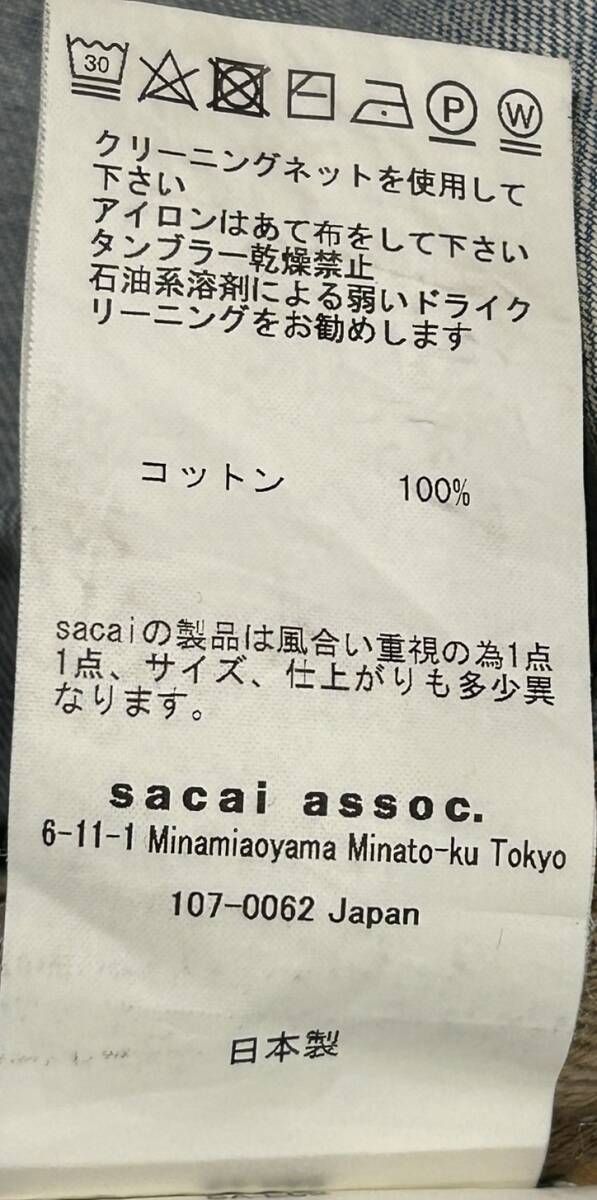 30
P
W
クリーニングネットを使用して
下さい
アイロンはあて布をして下さい
タンブラー乾燥禁止
石油系溶剤による弱いドライク
リーニングをお勧めします
コットン 100%
sacaiの製品は風合い重視の為1点
1点、サイズ、仕上がりも多少異
なります。
sacai assoc.
6-11-1 Minamiaoyama Minato-ku Tokyo
107-0062 Japan
日本製